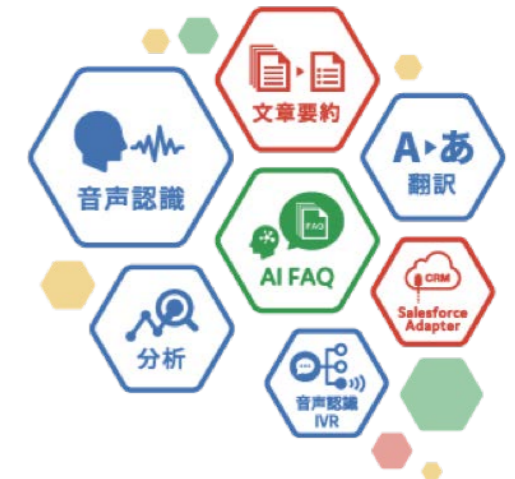 文章要約
音声認識
A▸あ
翻訳
FAQ
AI FAQ
CRM
Salesforce
Adapter
分析
音声認識
IVR